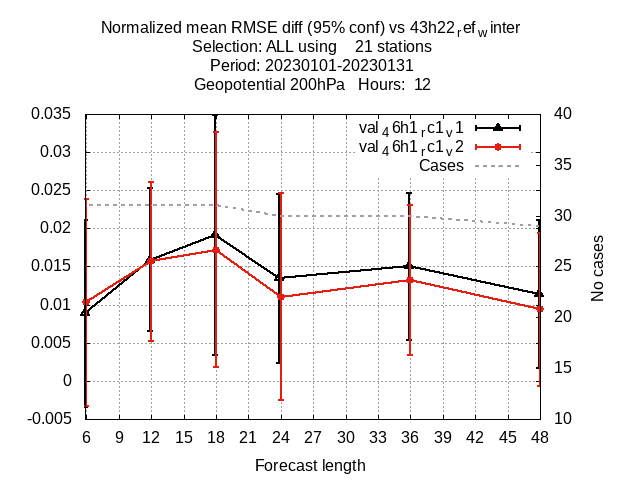 Normalized mean RMSE diff (95% conf) vs 43h22refwinter
Selection: ALL using 21 stations
Period: 20230101-20230131
Geopotential 200hPa Hours: 12
0.035
0.03
0.025
0.02
0.015
0.01
0.005
0
-0.005
40
35
30
25
20
15
10
val46h1rc1v1
val46h1rc1v2
Cases
No cases
6 9 12 15 18 21 24 27 30 33 36 39 42 45 48
Forecast length